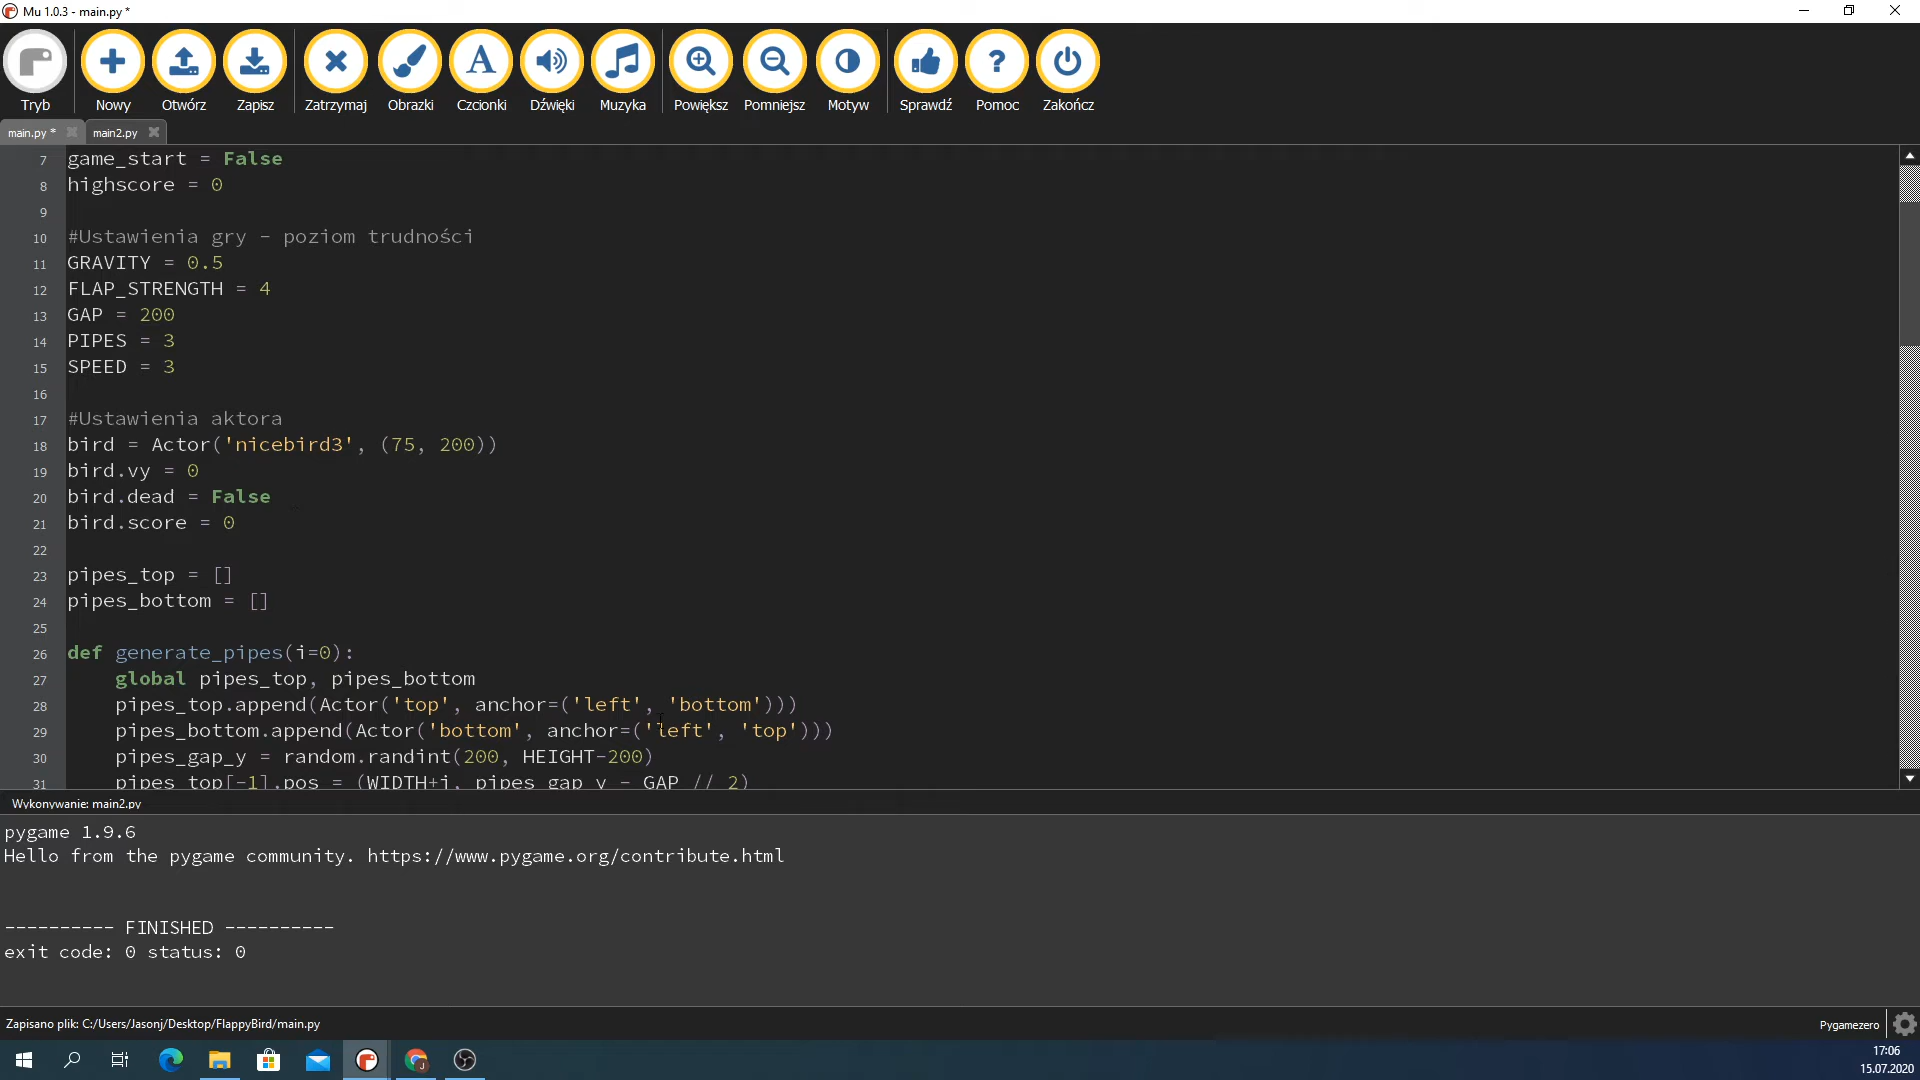 Mu 1.0.3 - main.py *
Tryb Nowy Otwórz Zapisz Zatrzymaj Obrazki Czcionki Dźwięki Muzyka Powiększ Pomniejsz Motyw Sprawdź Pomoc Zakończ
main.py * main2.py
7 game_start = False
8 highscore = 0
9
10 #Ustawienia gry - poziom trudności
11 GRAVITY = 0.5
12 FLAP_STRENGTH = 4
13 GAP = 200
14 PIPES = 3
15 SPEED = 3
16
17 #Ustawienia aktora
18 bird = Actor('nicebird3', (75, 200))
19 bird.vy = 0
20 bird.dead = False
21 bird.score = 0
22
23 pipes_top = []
24 pipes_bottom = []
25
26 def generate_pipes(i=0):
27 global pipes_top, pipes_bottom
28 pipes_top.append(Actor('top', anchor=('left', 'bottom')))
29 pipes_bottom.append(Actor('bottom', anchor=('left', 'top')))
30 pipes_gap_y = random.randint(200, HEIGHT-200)
31 pipes_top[-1].pos = (WIDTH+i, pipes_gap_y - GAP // 2)
Wykonywanie: main2.py
pygame 1.9.6
Hello from the pygame community. https://www.pygame.org/contribute.html
---------- FINISHED ----------
exit code: 0 status: 0
Zapisano plik: C:/Users/Jasonj/Desktop/FlappyBird/main.py
Pygamezero
17:06
15.07.2020